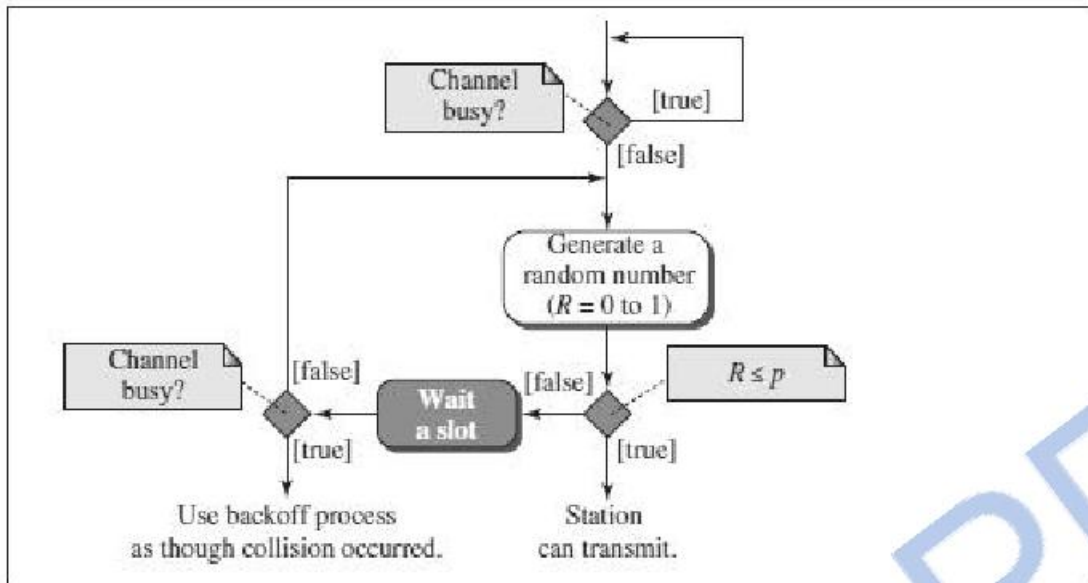 Channel
busy?
[true]
[false]
Generate a
random number
(R = 0 to 1)
Channel
busy?
[false]
Wait
a slot
[false]
R ≤ p
[true]
[true]
Use backoff process
as though collision occurred.
Station
can transmit.